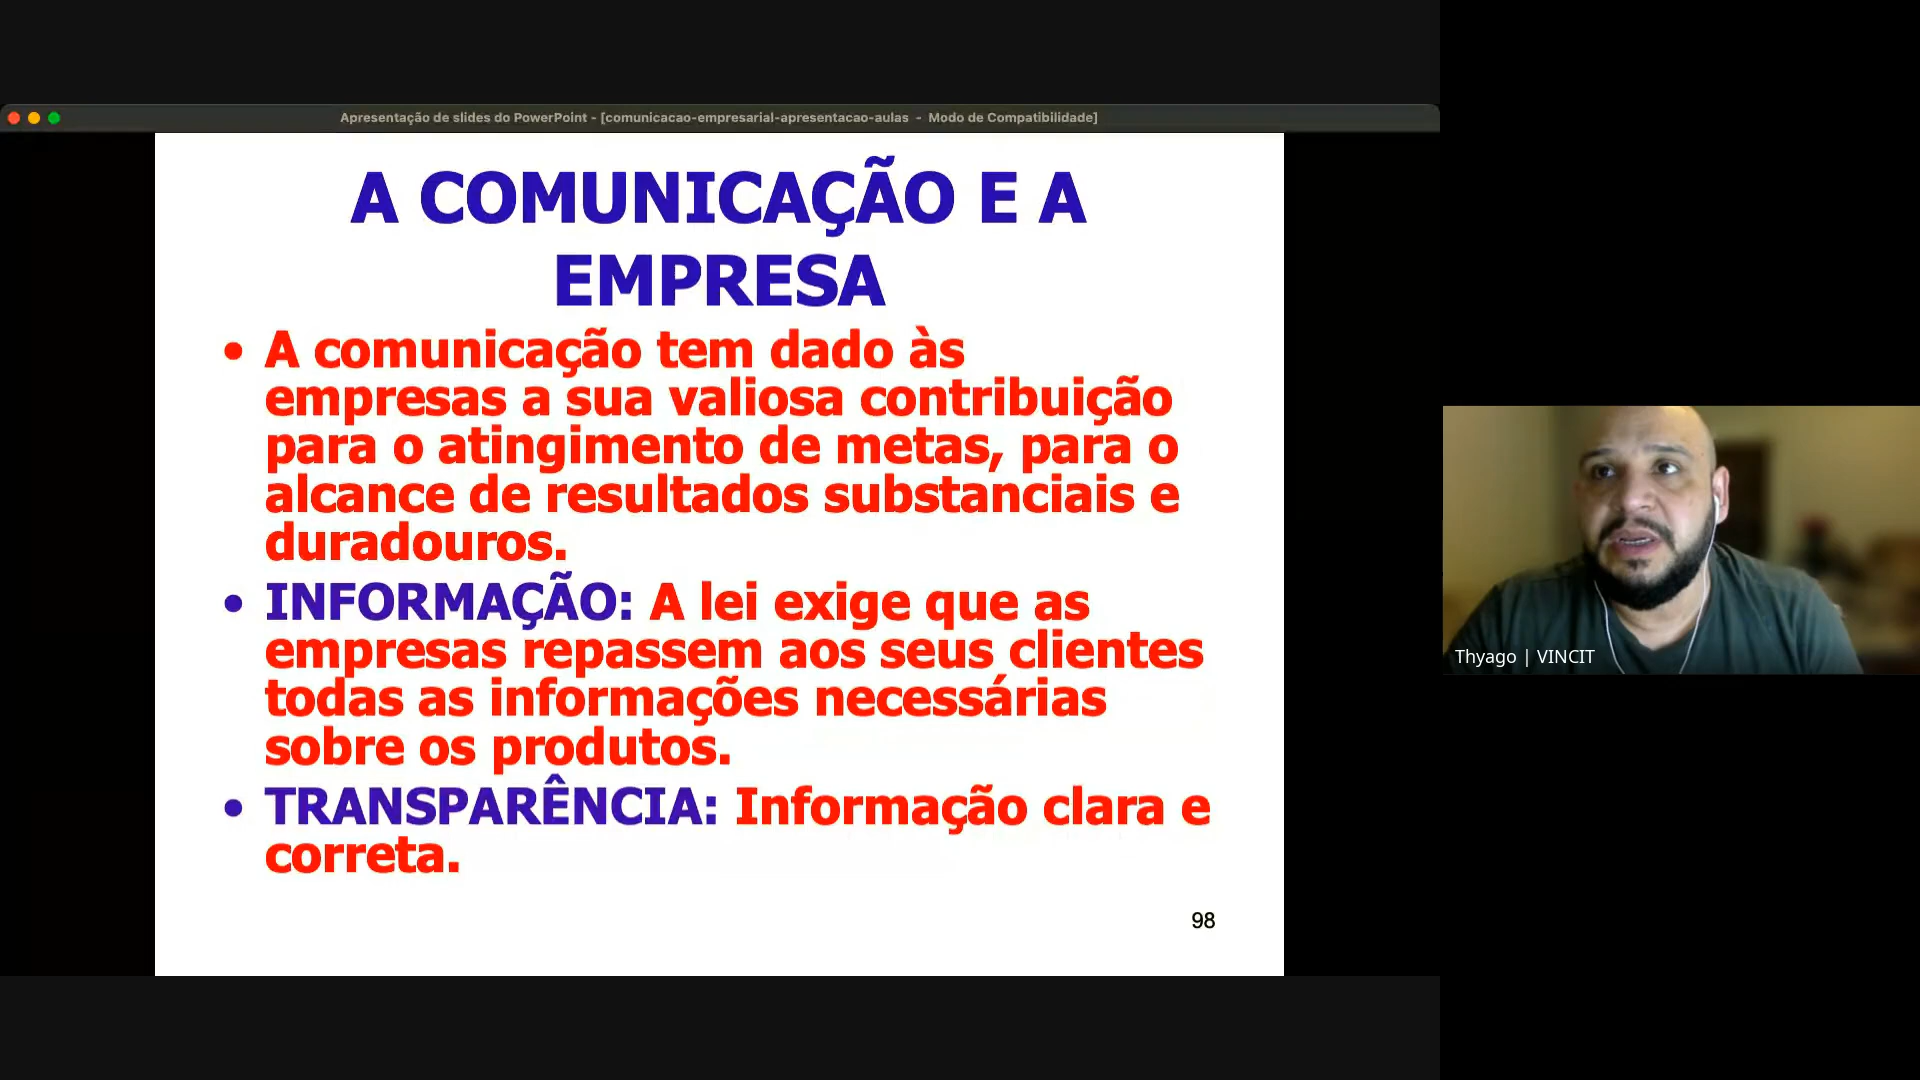 Apresentação de slides do PowerPoint - [comunicacao-empresarial-apresentacao-aulas - Modo de Compatibilidade]
A COMUNICAÇÃO E A
EMPRESA
• A comunicação tem dado às
empresas a sua valiosa contribuição
para o atingimento de metas, para o
alcance de resultados substanciais e
duradouros.
• INFORMAÇÃO: A lei exige que as
empresas repassem aos seus clientes
todas as informações necessárias
sobre os produtos.
• TRANSPARÊNCIA: Informação clara e
correta.
98
Thyago | VINCIT